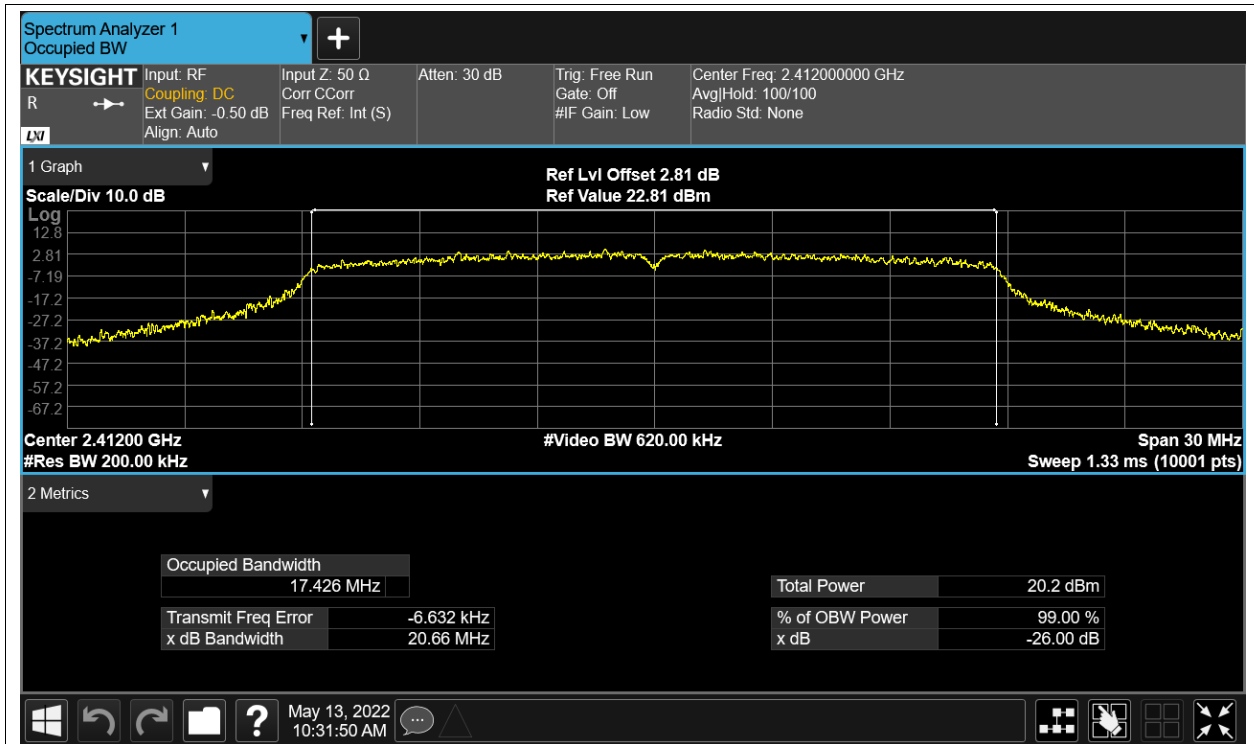 Spectrum Analyzer 1
Occupied BW
KEYSIGHT
R
LXI
Input: RF
Coupling: DC
Ext Gain: -0.50 dB
Align: Auto
Input Z: 50 Ω
Corr CCorr
Freq Ref: Int (S)
Atten: 30 dB
Trig: Free Run
Gate: Off
#IF Gain: Low
Center Freq: 2.412000000 GHz
Avg|Hold: 100/100
Radio Std: None
1 Graph
Scale/Div 10.0 dB
Ref Lvl Offset 2.81 dB
Ref Value 22.81 dBm
Log
12.8
2.81
-7.19
-17.2
-27.2
-37.2
-47.2
-57.2
-67.2
Center 2.41200 GHz
#Video BW 620.00 kHz
Span 30 MHz
#Res BW 200.00 kHz
Sweep 1.33 ms (10001 pts)
2 Metrics
Occupied Bandwidth
17.426 MHz
Total Power 20.2 dBm
Transmit Freq Error -6.632 kHz
% of OBW Power 99.00 %
x dB Bandwidth 20.66 MHz
x dB -26.00 dB
?
May 13, 2022
10:31:50 AM